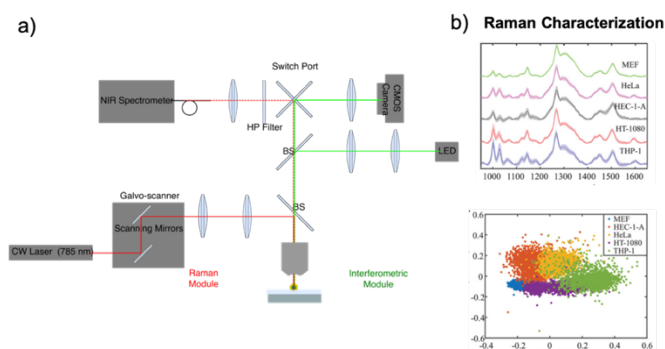 a)
Switch Port
NIR Spectrometer
CMOS
Camera
HP Filter
BS
LED
Galvo-scanner
BS
Scanning Mirrors
CW Laser (785 nm)
Raman
Module
Interferometric
Module
b) Raman Characterization
MEF
HeLa
HEC-1-A
HT-1080
THP-1
1000 1100 1200 1300 1400 1500 1600
0.6
0.4
0.2
0
-0.2
-0.4
-0.6
MEF
HEC-1-A
HeLa
HT-1080
THP-1
-0.4 -0.2 0 0.2 0.4 0.6